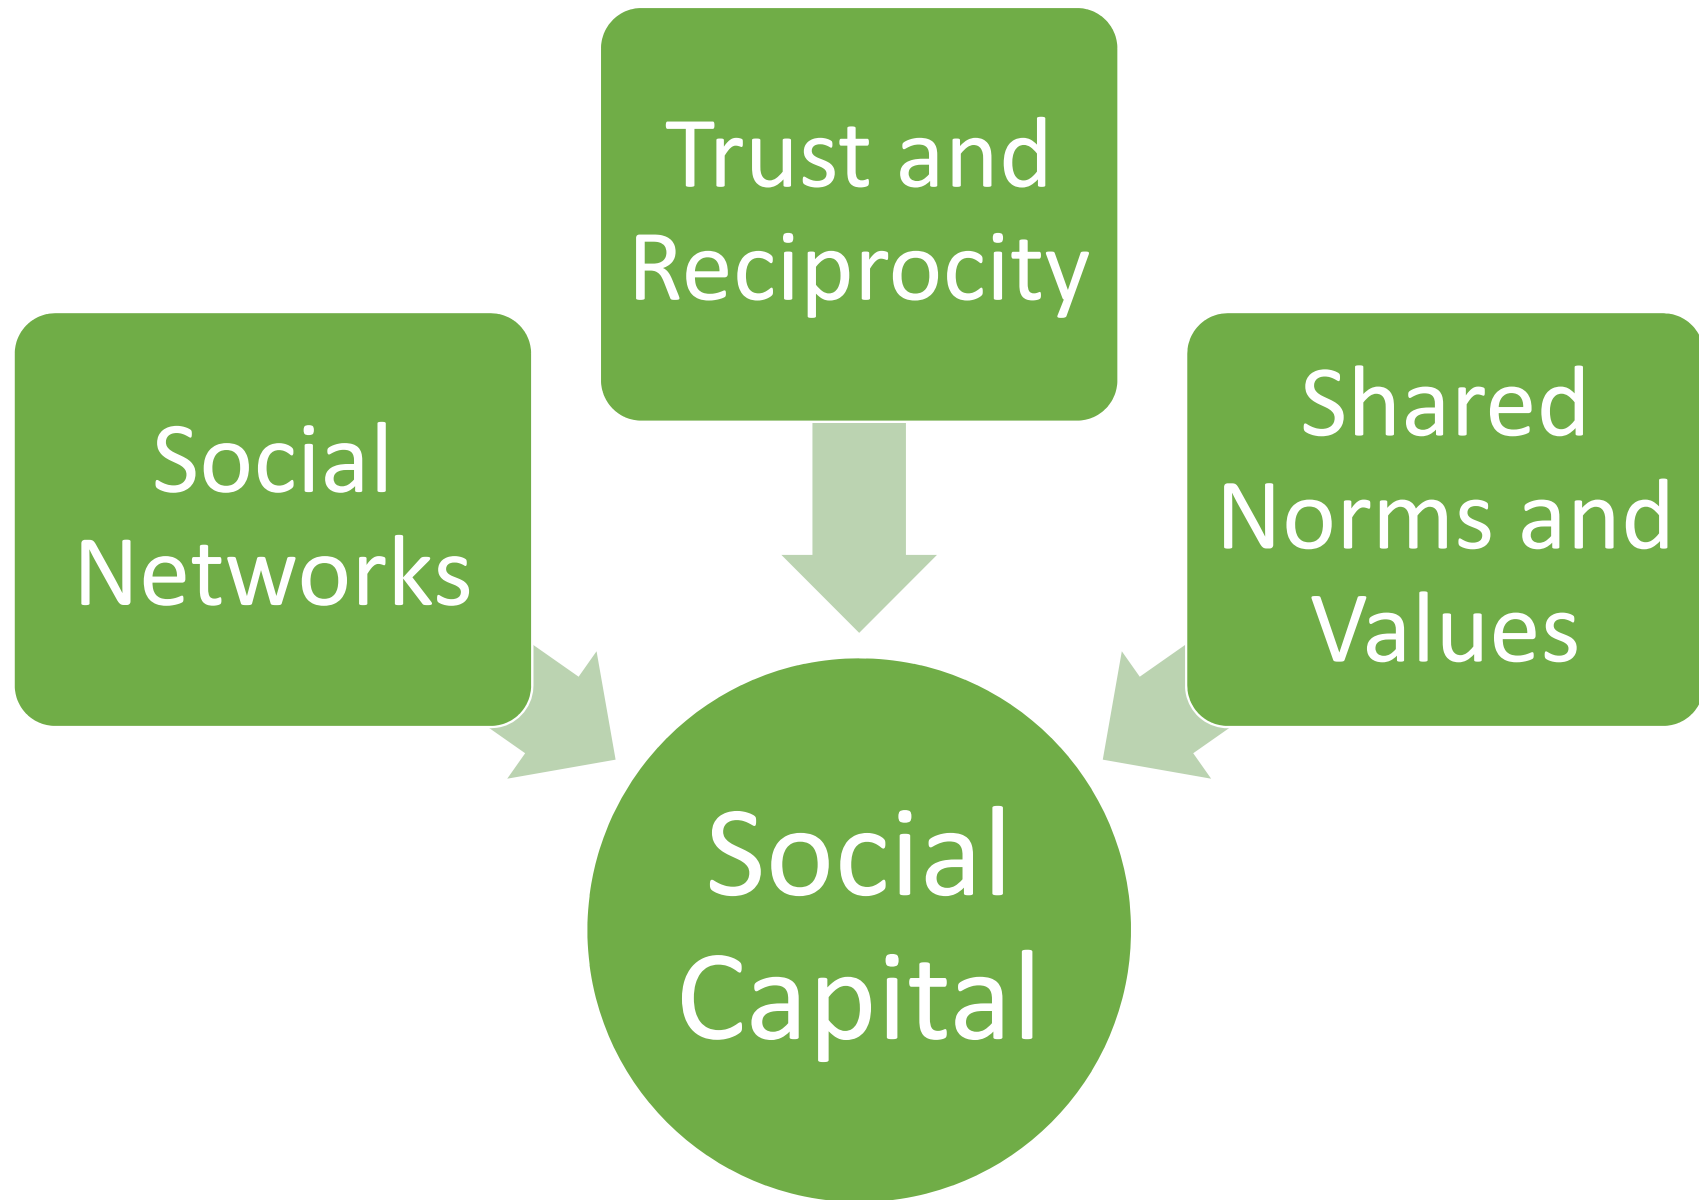 Trust and
Reciprocity
Social
Networks
Shared
Norms and
Values
Social
Capital